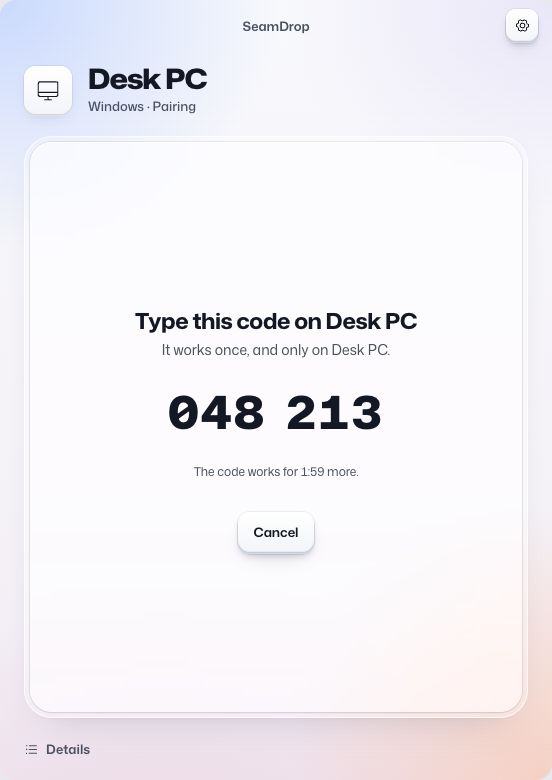 SeamDrop
Desk PC
Windows · Pairing
Type this code on Desk PC
It works once, and only on Desk PC.
048 213
The code works for 1:59 more.
Cancel
Details